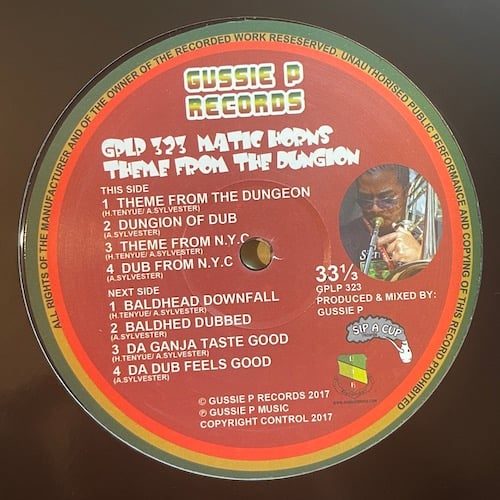 ALL RIGHTS OF THE MANUFACTURER AND OF THE OWNER OF THE RECORDED WORK RESESERVED, UNAUTHORISED PUBLIC PERFORMANCE AND COPYING OF THIS RECORD PROHIBITED
GUSSIE P
RECORDS
GPLP 323 MATIC HORNS
THEME FROM THE DUNGION
THIS SIDE
1 THEME FROM THE DUNGEON
(H.TENYUE/ A.SYLVESTER)
2 DUNGION OF DUB
(A.SYLVESTER)
3 THEME FROM N.Y.C
(H.TENYUE/ A.SYLVESTER)
4 DUB FROM N.Y.C
(A.SYLVESTER)
NEXT SIDE
1 BALDHEAD DOWNFALL
(H.TENYUE/ A.SYLVESTER)
2 BALDHED DUBBED
(A.SYLVESTER)
3 DA GANJA TASTE GOOD
(H.TENYUE/ A.SYLVESTER)
4 DA DUB FEELS GOOD
(A.SYLVESTER)
33⅓
GPLP 323
PRODUCED & MIXED BY:
GUSSIE P
SIP A CUP
© GUSSIE P RECORDS 2017
℗ GUSSIE P MUSIC
COPYRIGHT CONTROL 2017